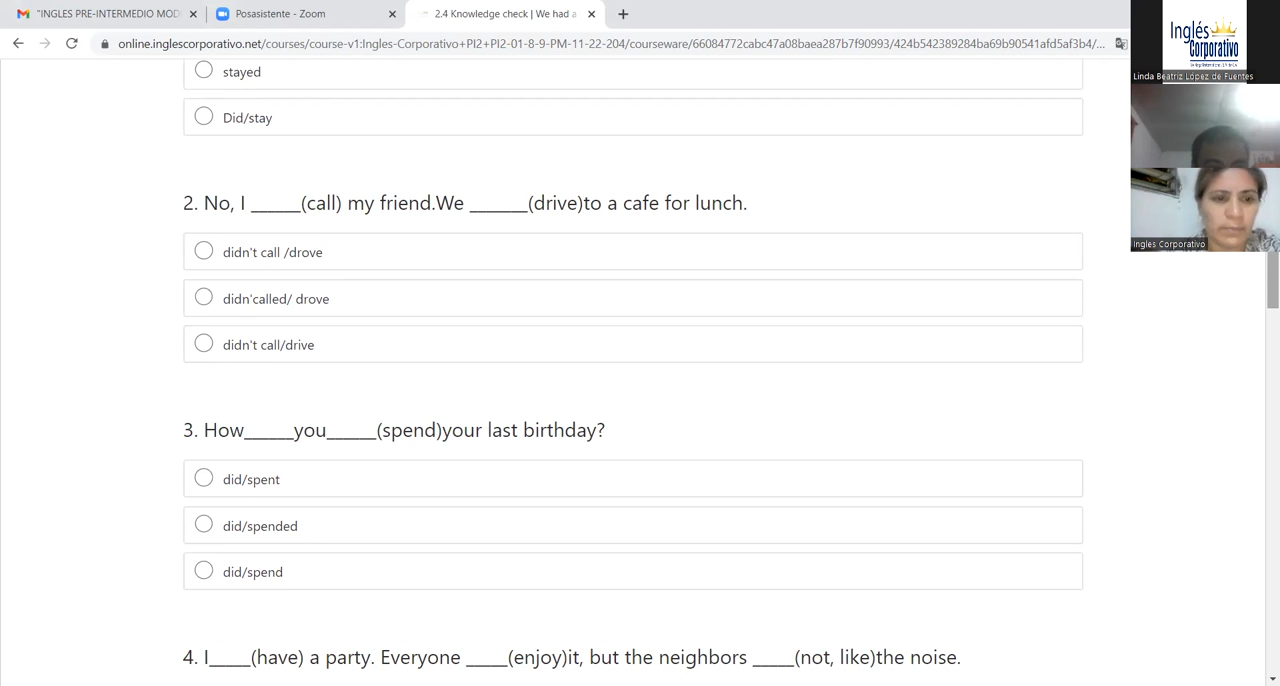 "INGLES PRE-INTERMEDIO MOD
Posasistente - Zoom
2.4 Knowledge check | We had a
online.inglescorporativo.net/courses/course-v1:Ingles-Corporativo+PI2+PI2-01-8-9-PM-11-22-204/courseware/66084772cabc47a08baea287b7f90993/424b542389284ba69b90541afd5af3b4/...
Inglés
Corporativo
Linda Beatriz López de Fuentes
Ingles Corporativo
stayed
Did/stay
2. No, I ______(call) my friend.We _______(drive)to a cafe for lunch.
didn't call /drove
didn'called/ drove
didn't call/drive
3. How______you______(spend)your last birthday?
did/spent
did/spended
did/spend
4. I_____(have) a party. Everyone _____(enjoy)it, but the neighbors _____(not, like)the noise.